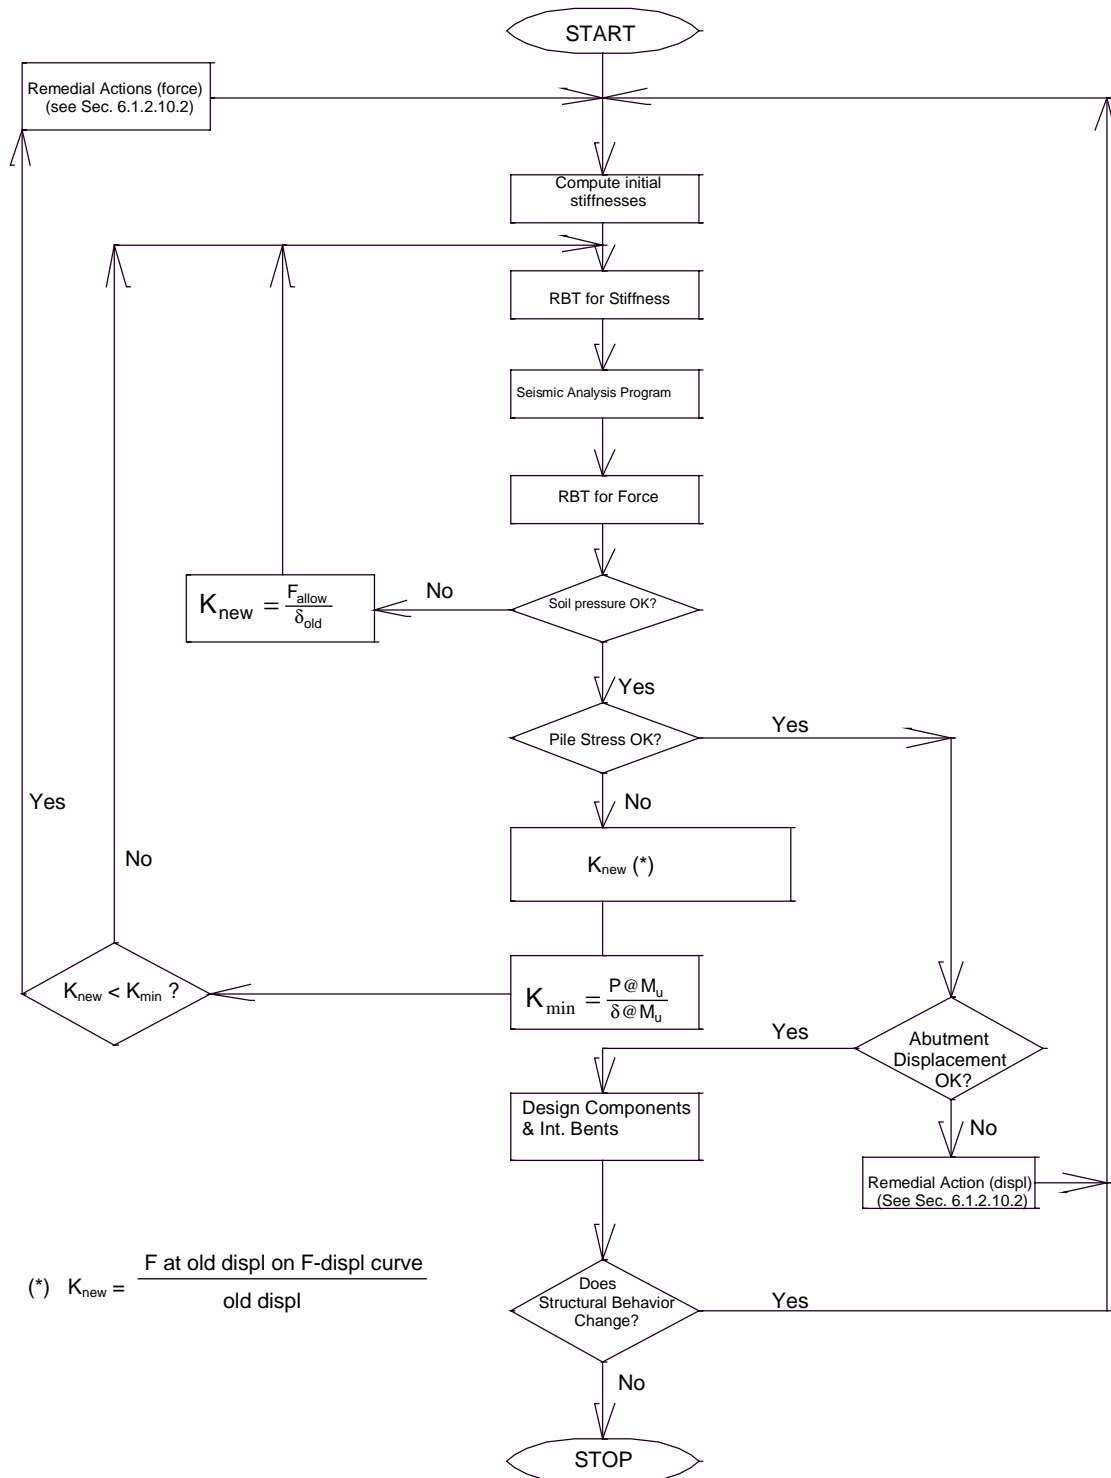 START
Remedial Actions (force)
(see Sec. 6.1.2.10.2)
Compute initial
stiffnesses
RBT for Stiffness
Seismic Analysis Program
RBT for Force
Soil pressure OK?
No
K_new = F_allow / δ_old
Yes
Pile Stress OK?
Yes
No
K_new (*)
Yes
No
K_new < K_min ?
K_min = P @ M_u / δ @ M_u
Yes
Abutment
Displacement
OK?
Design Components
& Int. Bents
No
Remedial Action (displ)
(See Sec. 6.1.2.10.2)
(*) K_new = F at old displ on F-displ curve
old displ
Does
Structural Behavior
Change?
Yes
No
STOP